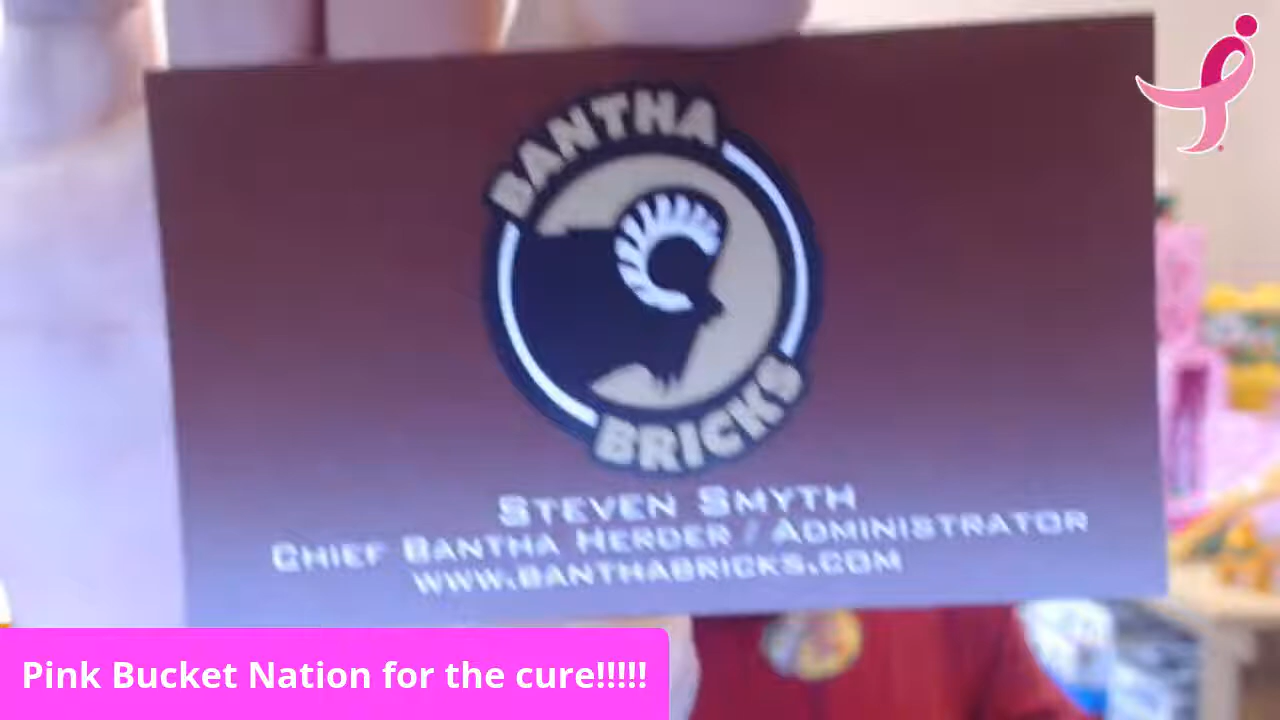 BANTHA
BRICKS
STEVEN SMYTH
CHIEF BANTHA HERDER / ADMINISTRATOR
WWW.BANTHABRICKS.COM
Pink Bucket Nation for the cure!!!!!